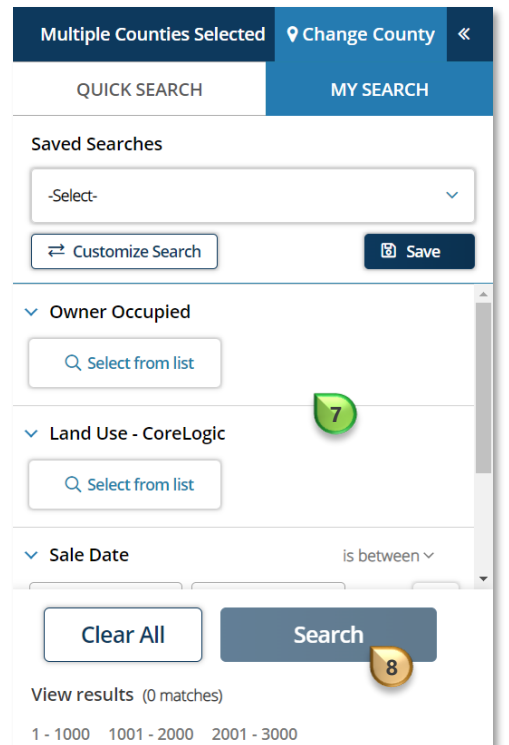 Multiple Counties Selected Change County «
QUICK SEARCH MY SEARCH
Saved Searches
-Select-
Customize Search Save
Owner Occupied
Select from list
7
Land Use - CoreLogic
Select from list
Sale Date is between
Clear All Search
8
View results (0 matches)
1 - 1000 1001 - 2000 2001 - 3000